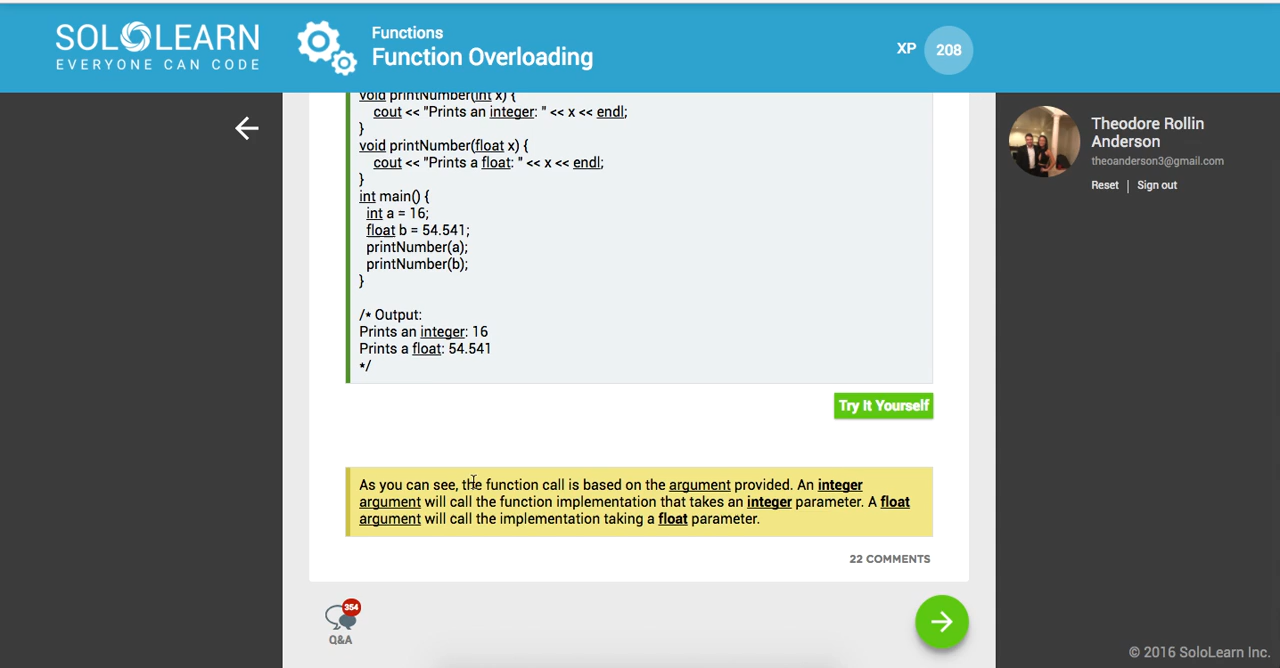 SOLOLEARN
EVERYONE CAN CODE
Functions
Function Overloading
XP 208
void printNumber(int x) {
cout << "Prints an integer: " << x << endl;
}
void printNumber(float x) {
cout << "Prints a float: " << x << endl;
}
int main() {
int a = 16;
float b = 54.541;
printNumber(a);
printNumber(b);
}
/* Output:
Prints an integer: 16
Prints a float: 54.541
*/
Try It Yourself
As you can see, the function call is based on the argument provided. An integer
argument will call the function implementation that takes an integer parameter. A float
argument will call the implementation taking a float parameter.
22 COMMENTS
354
Q&A
Theodore Rollin
Anderson
theoanderson3@gmail.com
Reset | Sign out
© 2016 SoloLearn Inc.